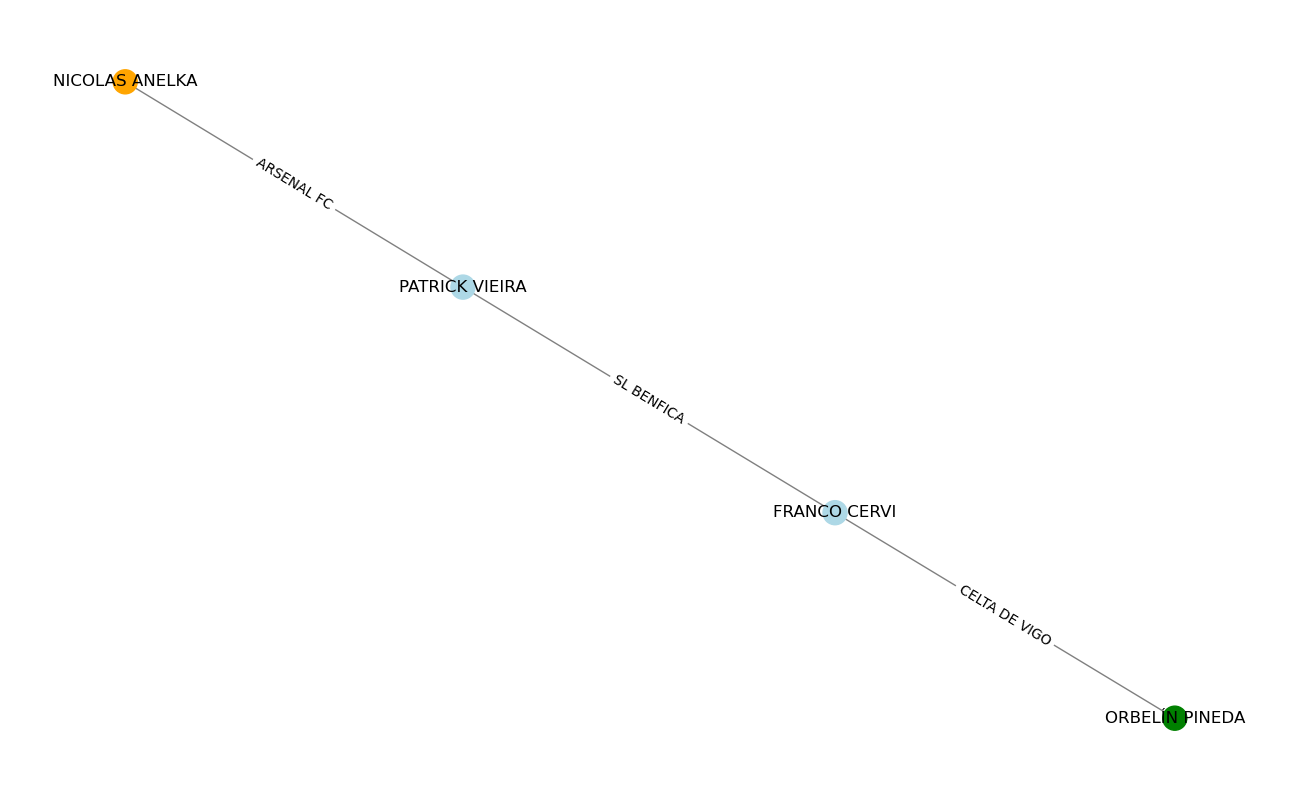 NICOLAS ANELKA
ARSENAL FC
PATRICK VIEIRA
SL BENFICA
FRANCO CERVI
CELTA DE VIGO
ORBELÍN PINEDA